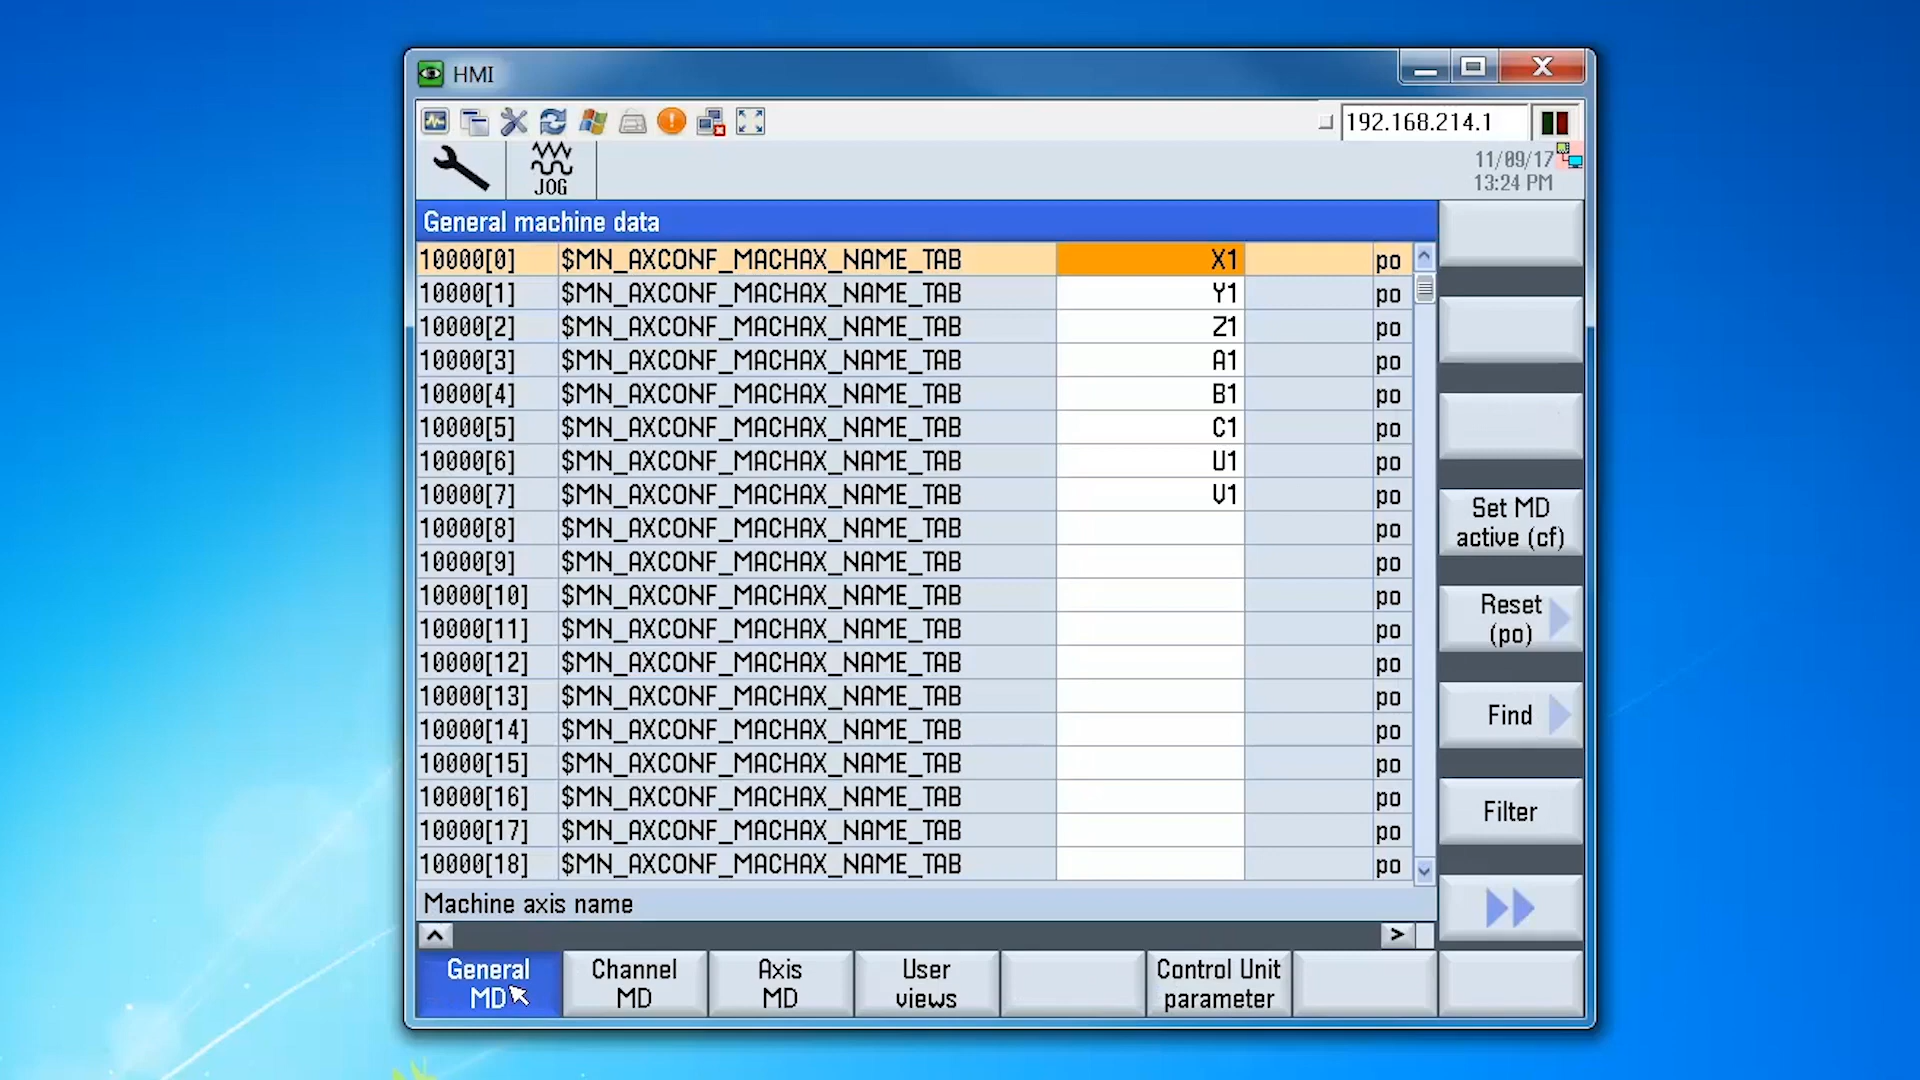 HMI
192.168.214.1
JOG
11/09/17
13:24 PM
General machine data
10000[0] $MN_AXCONF_MACHAX_NAME_TAB X1 po
10000[1] $MN_AXCONF_MACHAX_NAME_TAB Y1 po
10000[2] $MN_AXCONF_MACHAX_NAME_TAB Z1 po
10000[3] $MN_AXCONF_MACHAX_NAME_TAB A1 po
10000[4] $MN_AXCONF_MACHAX_NAME_TAB B1 po
10000[5] $MN_AXCONF_MACHAX_NAME_TAB C1 po
10000[6] $MN_AXCONF_MACHAX_NAME_TAB U1 po
10000[7] $MN_AXCONF_MACHAX_NAME_TAB V1 po
10000[8] $MN_AXCONF_MACHAX_NAME_TAB po
10000[9] $MN_AXCONF_MACHAX_NAME_TAB po
10000[10] $MN_AXCONF_MACHAX_NAME_TAB po
10000[11] $MN_AXCONF_MACHAX_NAME_TAB po
10000[12] $MN_AXCONF_MACHAX_NAME_TAB po
10000[13] $MN_AXCONF_MACHAX_NAME_TAB po
10000[14] $MN_AXCONF_MACHAX_NAME_TAB po
10000[15] $MN_AXCONF_MACHAX_NAME_TAB po
10000[16] $MN_AXCONF_MACHAX_NAME_TAB po
10000[17] $MN_AXCONF_MACHAX_NAME_TAB po
10000[18] $MN_AXCONF_MACHAX_NAME_TAB po
Machine axis name
Set MD
active (cf)
Reset
(po)
Find
Filter
General
MD
Channel
MD
Axis
MD
User
views
Control Unit
parameter